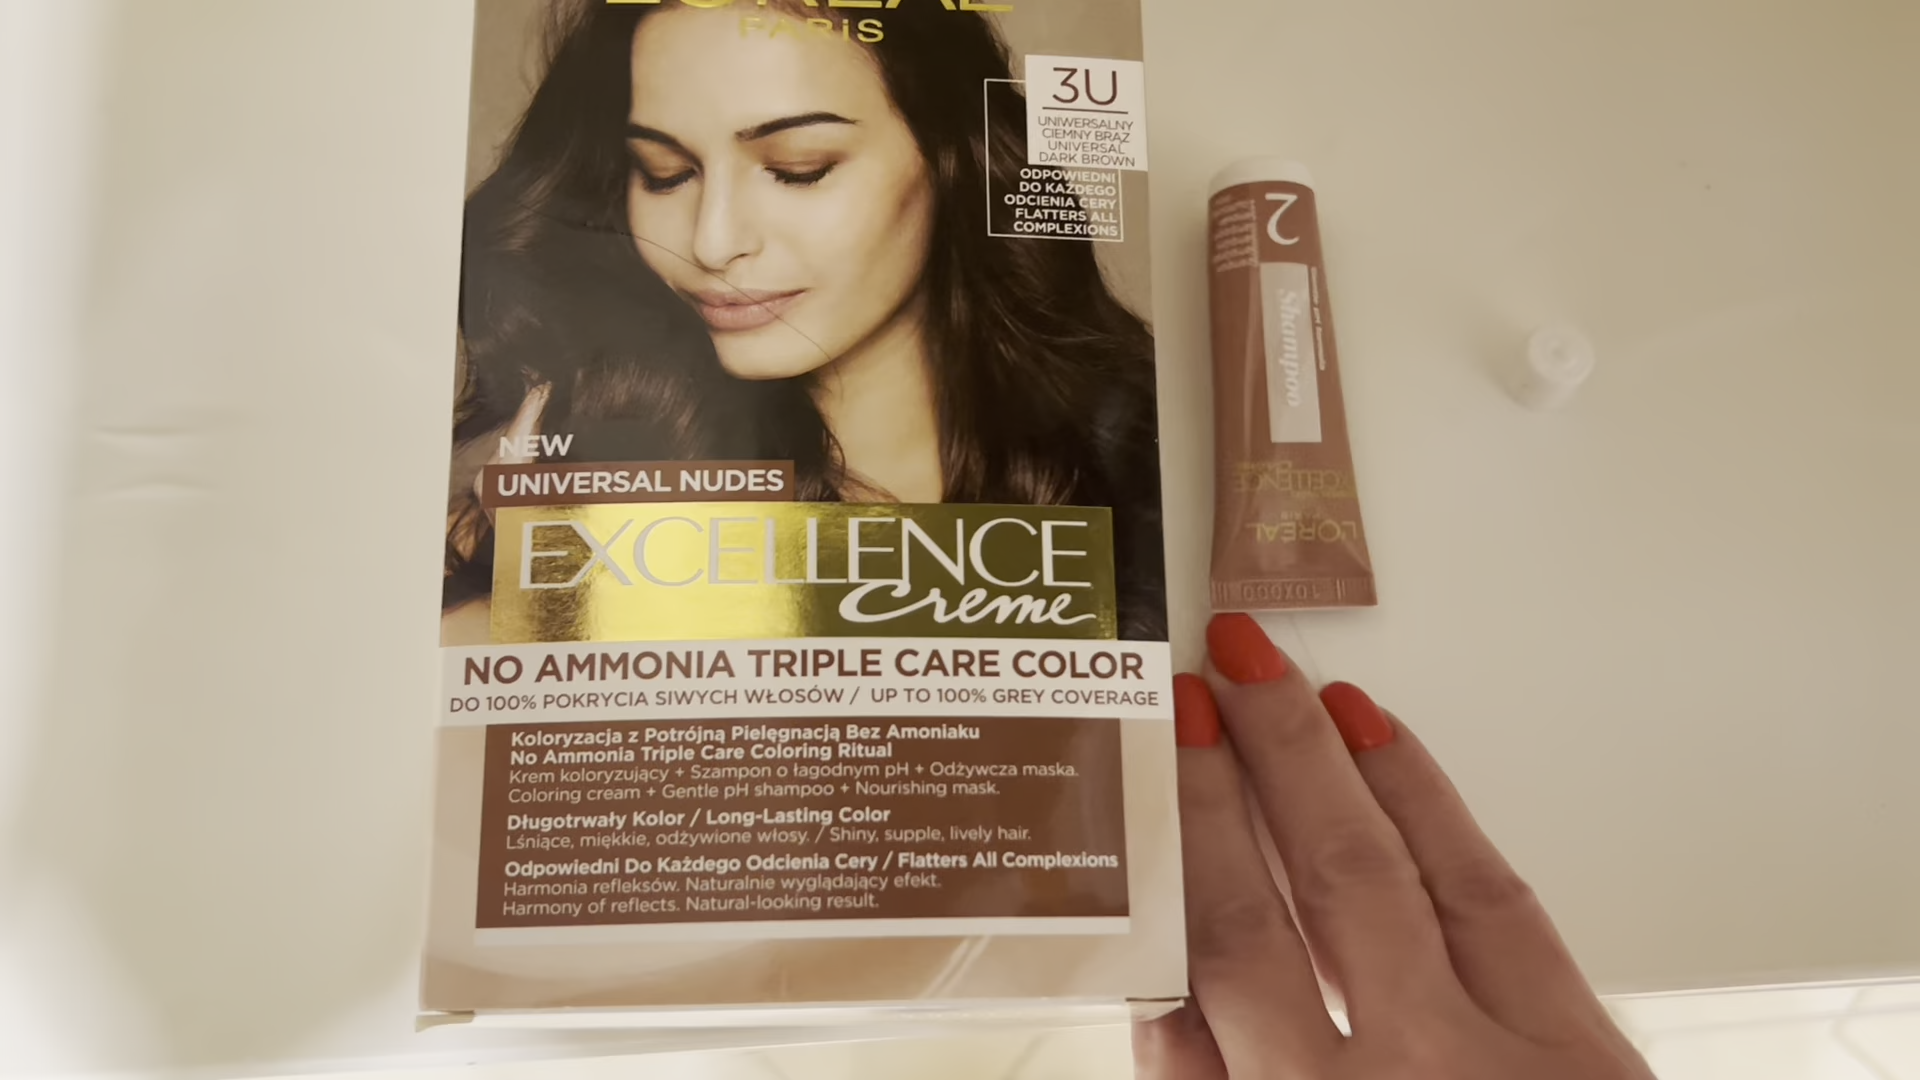 PARiS
3U
UNIWERSALNY
CIEMNY BRĄZ
UNIVERSAL
DARK BROWN
ODPOWIEDNI
DO KAŻDEGO
ODCIENIA CERY
FLATTERS ALL
COMPLEXIONS
NEW
UNIVERSAL NUDES
EXCELLENCE
Creme
NO AMMONIA TRIPLE CARE COLOR
DO 100% POKRYCIA SIWYCH WŁOSÓW / UP TO 100% GREY COVERAGE
Koloryzacja z Potrójną Pielęgnacją Bez Amoniaku
No Ammonia Triple Care Coloring Ritual
Krem koloryzujący + Szampon o łagodnym pH + Odżywcza maska.
Coloring cream + Gentle pH shampoo + Nourishing mask.
Długotrwały Kolor / Long-Lasting Color
Lśniące, miękkie, odżywione włosy. / Shiny, supple, lively hair.
Odpowiedni Do Każdego Odcienia Cery / Flatters All Complexions
Harmonia refleksów. Naturalnie wyglądający efekt.
Harmony of reflects. Natural-looking result.
2
Shampoo
EXCELLENCE
L'ORÉAL
PARIS